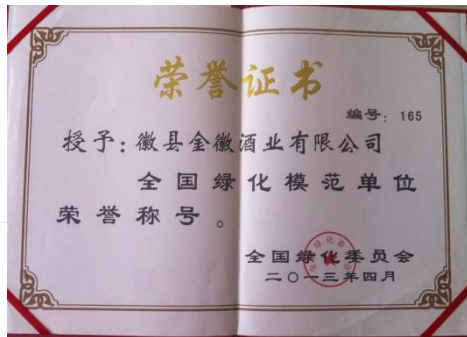 荣誉证书
编号：165
授予：徽县金徽酒业有限公司
全国绿化模范单位
荣誉称号。
全国绿化委员会
二〇一三年四月